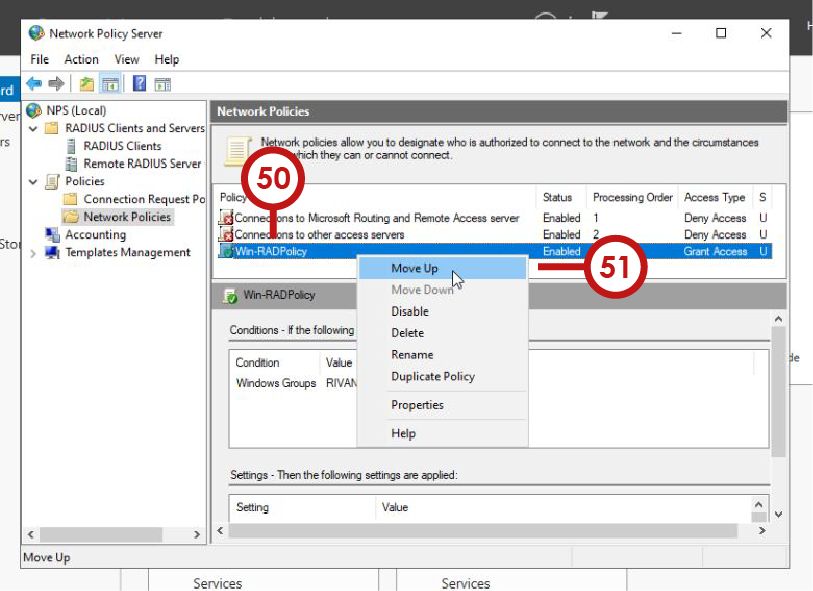 Network Policy Server
File Action View Help
rd
NPS (Local)
Network Policies
ver
RADIUS Clients and Servers
rs
RADIUS Clients
Network policies allow you to designate who is authorized to connect to the network and the circumstances
Remote RADIUS Server
which they can or cannot connect.
Policies
50
Connection Request Po
Policy Status Processing Order Access Type S
Network Policies
Connections to Microsoft Routing and Remote Access server Enabled 1 Deny Access U
Accounting
Connections to other access servers Enabled 2 Deny Access U
Stor
Templates Management
Win-RADPolicy Enabled Grant Access U
Move Up
51
Move Down
Win-RADPolicy
Disable
Conditions - If the following
Delete
Rename
de
Condition Value
Duplicate Policy
Windows Groups RIVAN
Properties
Help
Settings - Then the following settings are applied:
Setting Value
Move Up
Services Services